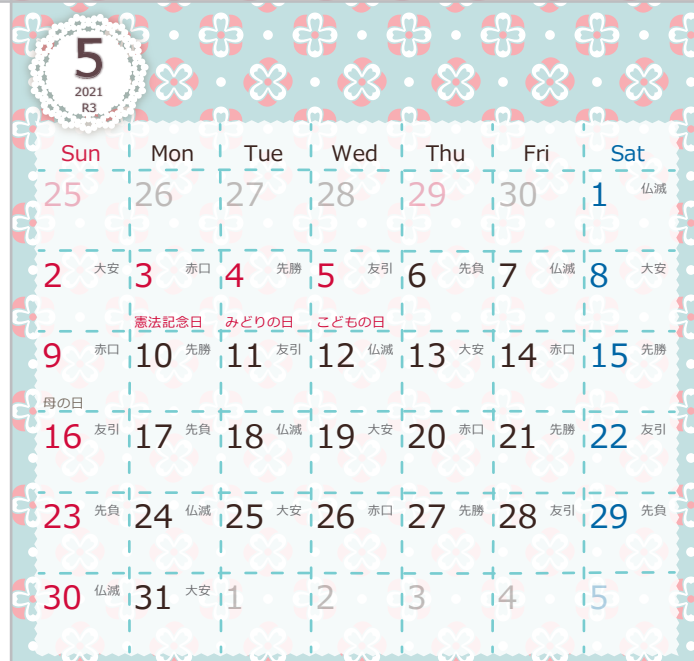 5
2021
R3
Sun Mon Tue Wed Thu Fri Sat
25 26 27 28 29 30 1 仏滅
2 大安 3 赤口 4 先勝 5 友引 6 先負 7 仏滅 8 大安
憲法記念日 みどりの日 こどもの日
9 赤口 10 先勝 11 友引 12 仏滅 13 大安 14 赤口 15 先勝
母の日
16 友引 17 先負 18 仏滅 19 大安 20 赤口 21 先勝 22 友引
23 先負 24 仏滅 25 大安 26 赤口 27 先勝 28 友引 29 先負
30 仏滅 31 大安 1 2 3 4 5